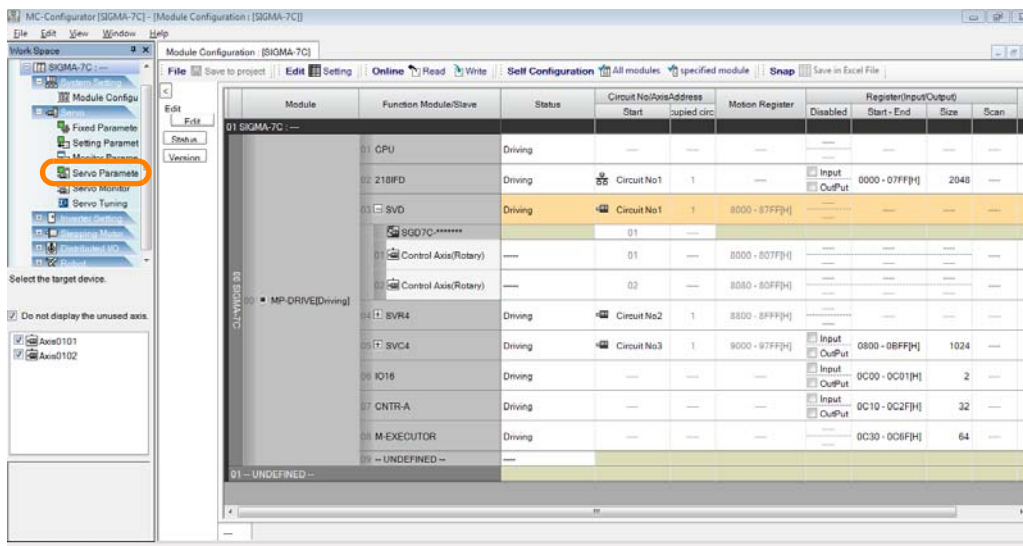 MC-Configurator [SIGMA-7C] - [Module Configuration : [SIGMA-7C]]
File Edit View Window Help
Work Space
SIGMA-7C : ---
System Setting
Module Configu
Servo
Fixed Paramete
Setting Paramet
Monitor Parame
Servo Paramete
Servo Monitor
Servo Tuning
Inverter Setting
Stepping Motor
Distributed I/O
Robot
Select the target device.
Do not display the unused axis.
Axis0101
Axis0102
Module Configuration : [SIGMA-7C]
File Save to project Edit Setting Online Read Write Self Configuration All modules specified module Snap Save in Excel File
<
Edit
Edit
Status
Version
Module Function Module/Slave Status Circuit No/AxisAddress Motion Register Register(Input/Output)
Start cupied circ Disabled Start - End Size Scan
01 SIGMA-7C : ---
00 SIGMA-7C
00 MP-DRIVE[Driving]
01 CPU Driving --- --- --- --- --- --- --- ---
02 218IFD Driving Circuit No1 1 --- Input OutPut 0000 - 07FF[H] 2048 ---
03 SVD Driving Circuit No1 1 8000 - 87FF[H] --- --- --- --- ---
SGD7C-******* 01 ---
01 Control Axis(Rotary) --- 01 --- 8000 - 807F[H] --- --- --- --- --- ---
02 Control Axis(Rotary) --- 02 --- 8080 - 80FF[H] --- --- --- --- --- ---
04 SVR4 Driving Circuit No2 1 8800 - 8FFF[H] --- --- --- --- ---
05 SVC4 Driving Circuit No3 1 9000 - 97FF[H] Input OutPut 0800 - 0BFF[H] 1024 ---
06 IO16 Driving --- --- --- Input OutPut 0C00 - 0C01[H] 2 ---
07 CNTR-A Driving --- --- --- Input OutPut 0C10 - 0C2F[H] 32 ---
08 M-EXECUTOR Driving --- --- --- --- --- 0C30 - 0C6F[H] 64 ---
09 -- UNDEFINED -- ---
01 -- UNDEFINED --
---